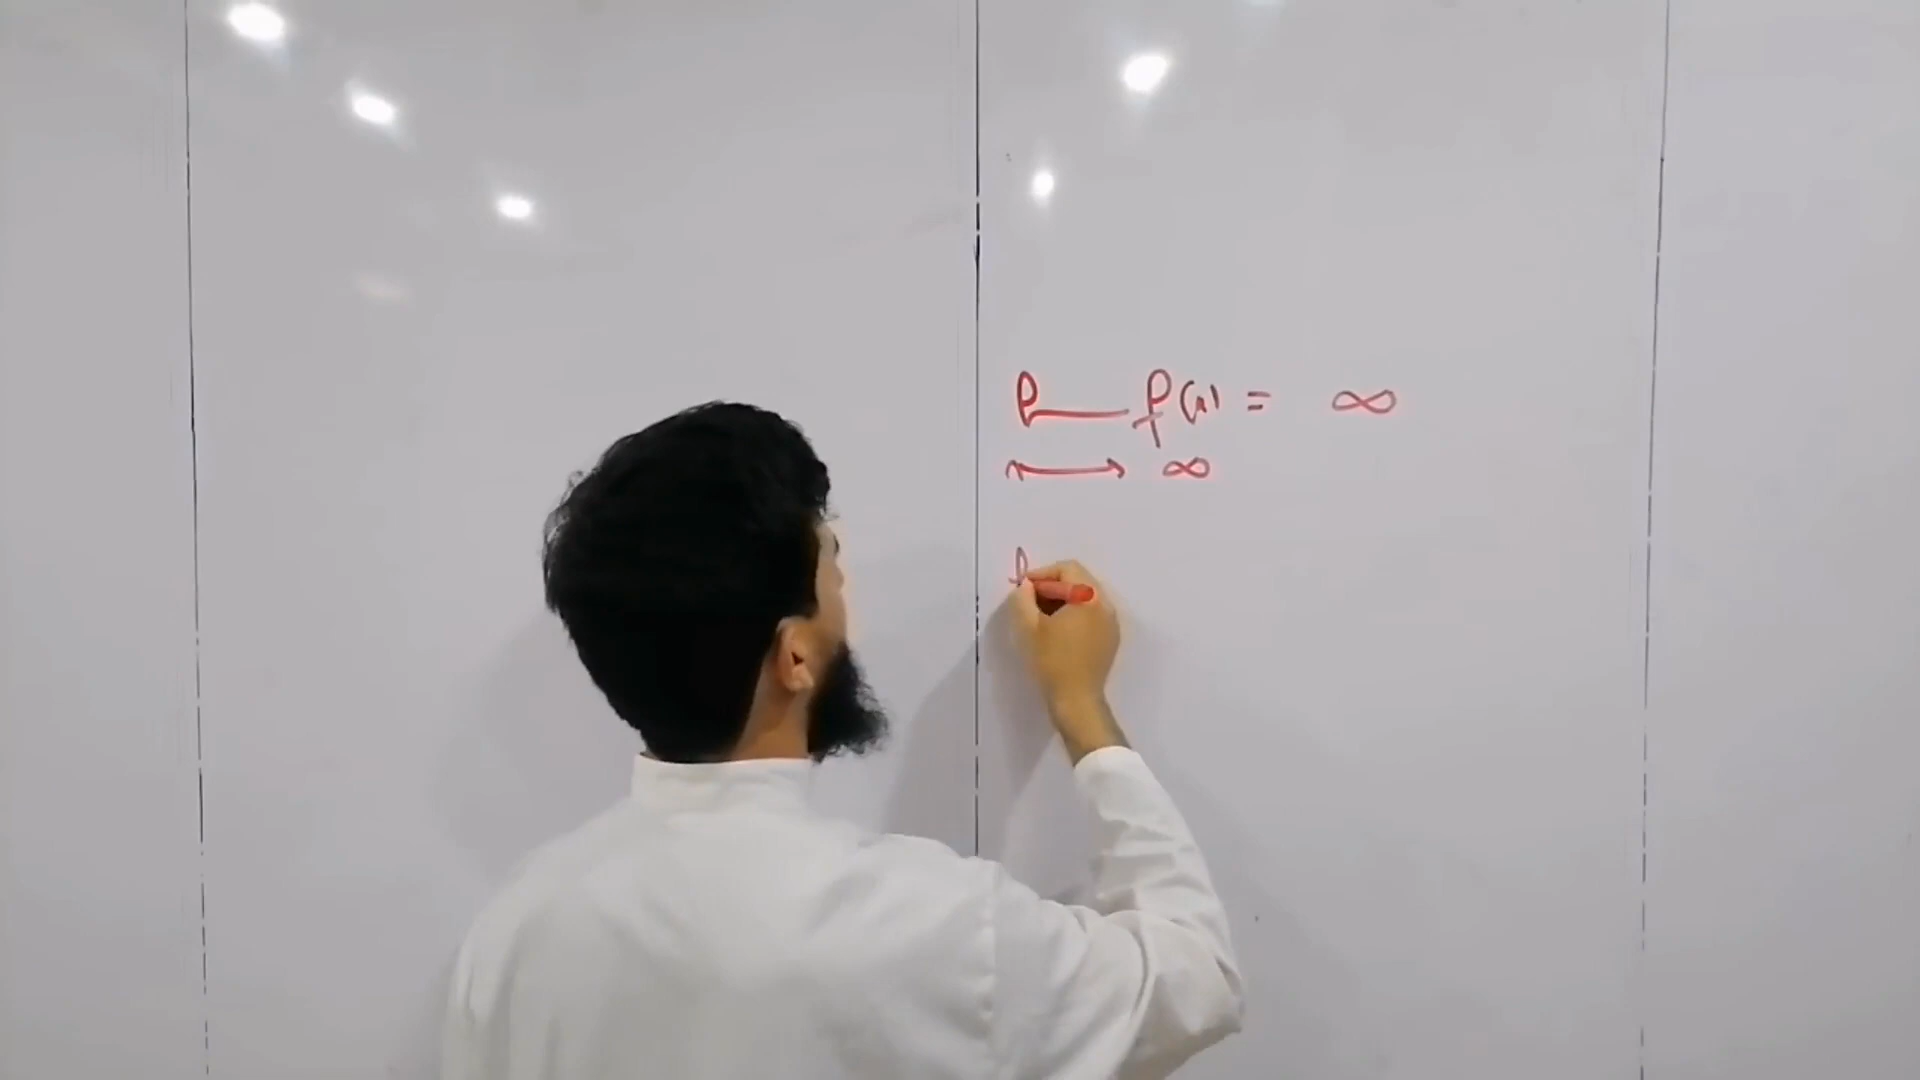 lim f(x) = ∞
x → ∞
l